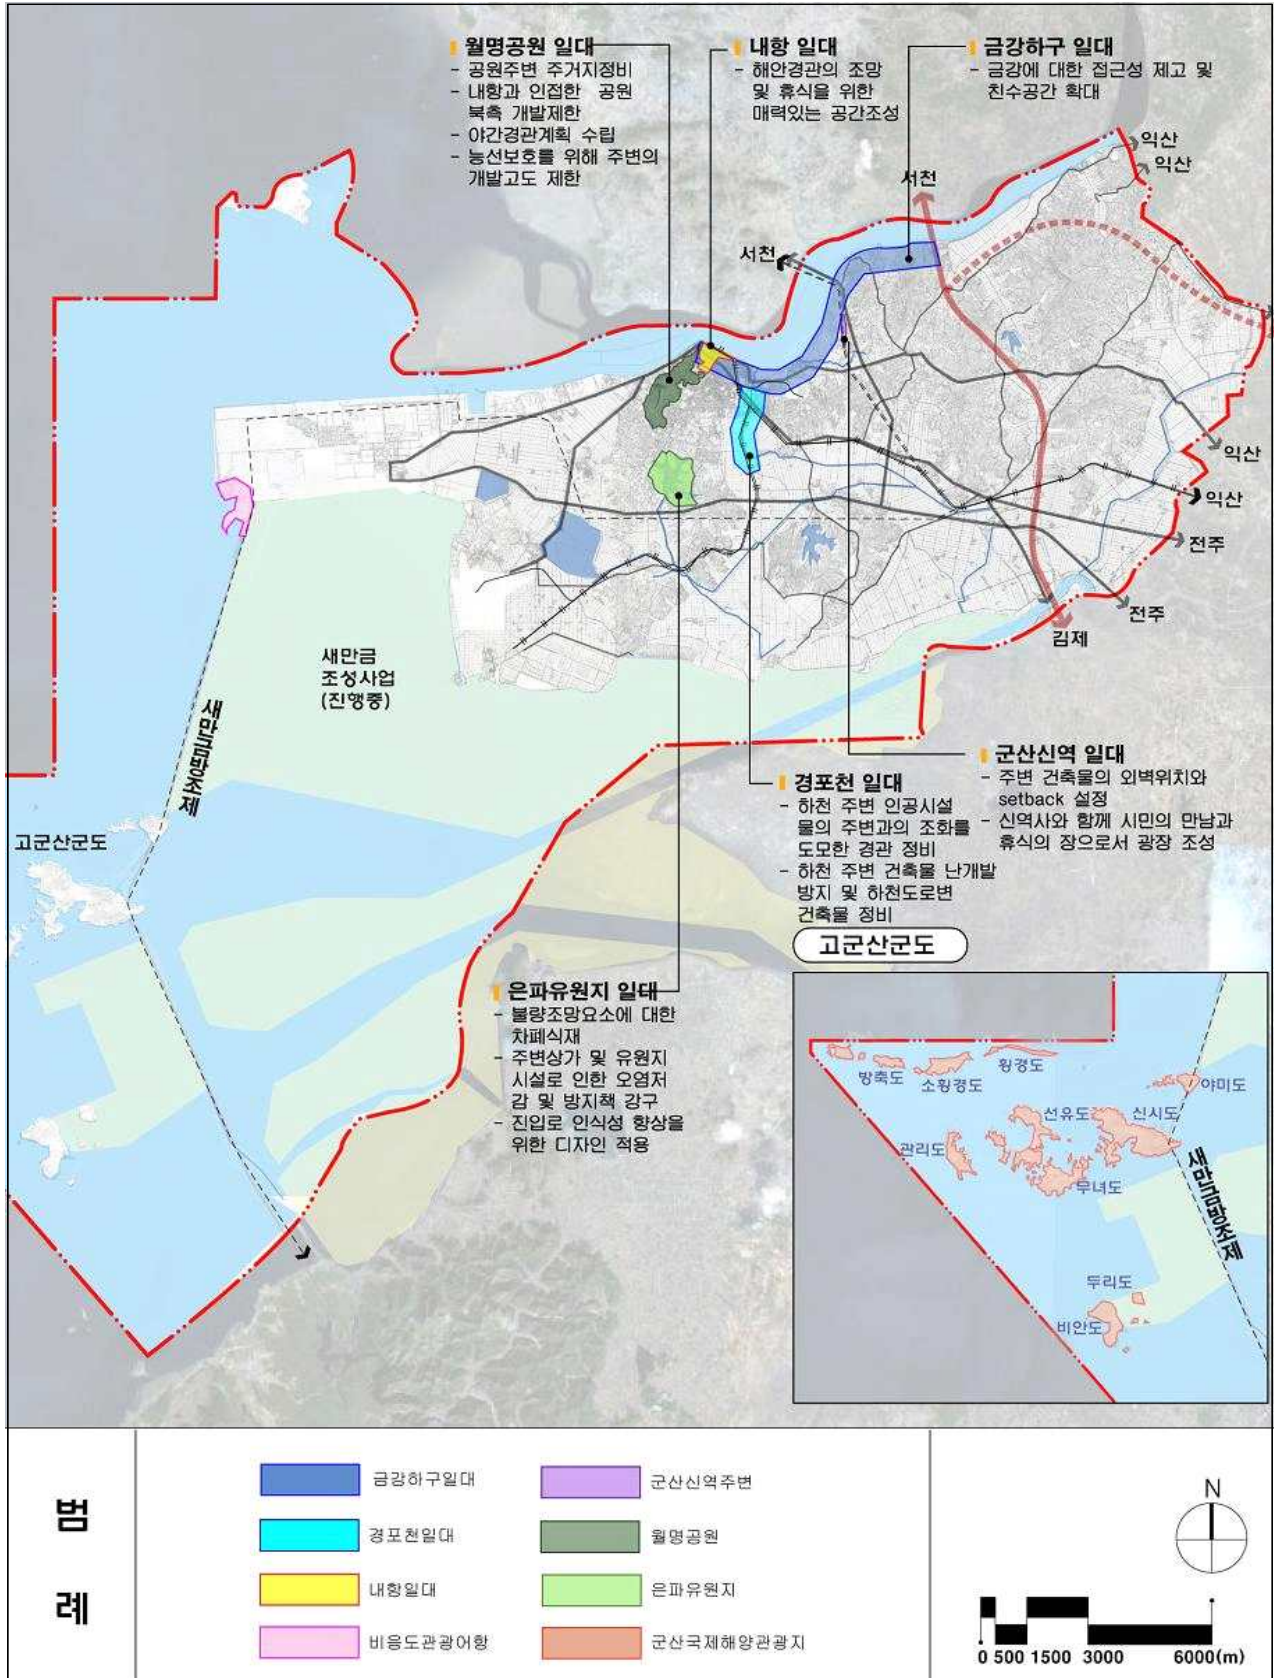 월명공원 일대
- 공원주변 주거지정비
- 내항과 인접한 공원
북측 개발제한
- 야간경관계획 수립
- 능선보호를 위해 주변의
개발고도 제한
내항 일대
- 해안경관의 조망
및 휴식을 위한
매력있는 공간조성
금강하구 일대
- 금강에 대한 접근성 제고 및
친수공간 확대
익산
익산
서천
서천
익산
익산
전주
전주
김제
새만금
조성사업
(진행중)
새만금방조제
고군산군도
군산신역 일대
- 주변 건축물의 외벽위치와
setback 설정
- 신역사와 함께 시민의 만남과
휴식의 장으로서 광장 조성
경포천 일대
- 하천 주변 인공시설
물의 주변과의 조화를
도모한 경관 정비
- 하천 주변 건축물 난개발
방지 및 하천도로변
건축물 정비
은파유원지 일대
- 불량조망요소에 대한
차폐식재
- 주변상가 및 유원지
시설로 인한 오염저
감 및 방지책 강구
- 진입로 인식성 향상을
위한 디자인 적용
고군산군도
방축도
소횡경도
횡경도
야미도
선유도
신시도
관리도
무녀도
새만금방조제
두리도
비안도
범
례
금강하구일대
경포천일대
내항일대
비응도관광어항
군산신역주변
월명공원
은파유원지
군산국제해양관광지
N
0 500 1500 3000 6000(m)